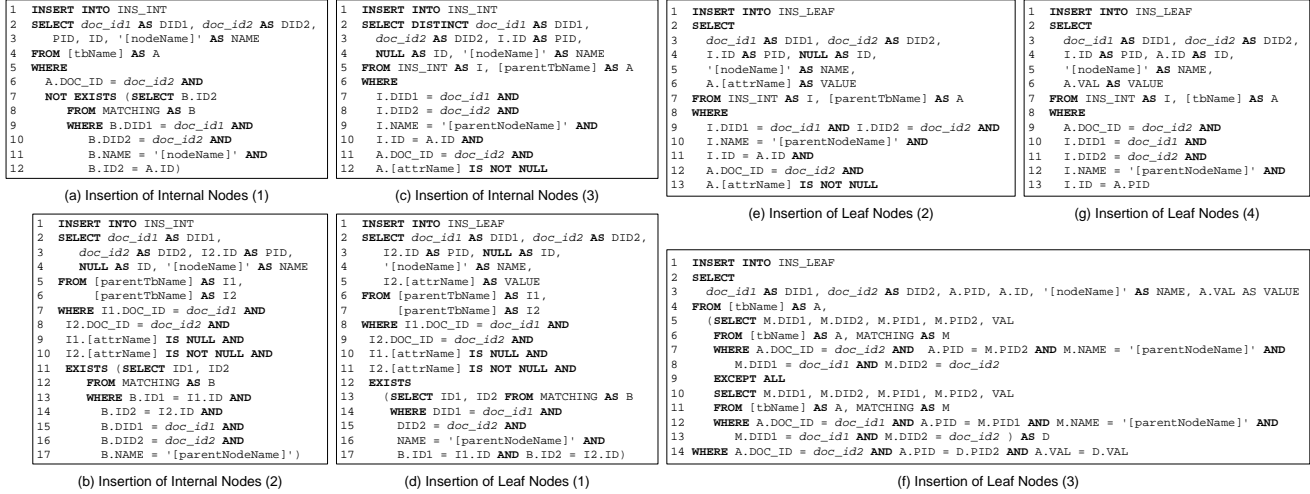 1 INSERT INTO INS_INT
2 SELECT doc_id1 AS DID1, doc_id2 AS DID2,
3 PID, ID, '[nodeName]' AS NAME
4 FROM [tbName] AS A
5 WHERE
6 A.DOC_ID = doc_id2 AND
7 NOT EXISTS (SELECT B.ID2
8 FROM MATCHING AS B
9 WHERE B.DID1 = doc_id1 AND
10 B.DID2 = doc_id2 AND
11 B.NAME = '[nodeName]' AND
12 B.ID2 = A.ID)
(a) Insertion of Internal Nodes (1)
1 INSERT INTO INS_INT
2 SELECT DISTINCT doc_id1 AS DID1,
3 doc_id2 AS DID2, I.ID AS PID,
4 NULL AS ID, '[nodeName]' AS NAME
5 FROM INS_INT AS I, [parentTbName] AS A
6 WHERE
7 I.DID1 = doc_id1 AND
8 I.DID2 = doc_id2 AND
9 I.NAME = '[parentNodeName]' AND
10 I.ID = A.ID AND
11 A.DOC_ID = doc_id2 AND
12 A.[attrName] IS NOT NULL
(c) Insertion of Internal Nodes (3)
1 INSERT INTO INS_LEAF
2 SELECT
3 doc_id1 AS DID1, doc_id2 AS DID2,
4 I.ID AS PID, NULL AS ID,
5 '[nodeName]' AS NAME,
6 A.[attrName] AS VALUE
7 FROM INS_INT AS I, [parentTbName] AS A
8 WHERE
9 I.DID1 = doc_id1 AND I.DID2 = doc_id2 AND
10 I.NAME = '[parentNodeName]' AND
11 I.ID = A.ID AND
12 A.DOC_ID = doc_id2 AND
13 A.[attrName] IS NOT NULL
(e) Insertion of Leaf Nodes (2)
1 INSERT INTO INS_LEAF
2 SELECT
3 doc_id1 AS DID1, doc_id2 AS DID2,
4 I.ID AS PID, A.ID AS ID,
5 '[nodeName]' AS NAME,
6 A.VAL AS VALUE
7 FROM INS_INT AS I, [tbName] AS A
8 WHERE
9 A.DOC_ID = doc_id2 AND
10 I.DID1 = doc_id1 AND
11 I.DID2 = doc_id2 AND
12 I.NAME = '[parentNodeName]' AND
13 I.ID = A.PID
(g) Insertion of Leaf Nodes (4)
1 INSERT INTO INS_INT
2 SELECT doc_id1 AS DID1,
3 doc_id2 AS DID2, I2.ID AS PID,
4 NULL AS ID, '[nodeName]' AS NAME
5 FROM [parentTbName] AS I1,
6 [parentTbName] AS I2
7 WHERE I1.DOC_ID = doc_id1 AND
8 I2.DOC_ID = doc_id2 AND
9 I1.[attrName] IS NULL AND
10 I2.[attrName] IS NOT NULL AND
11 EXISTS (SELECT ID1, ID2
12 FROM MATCHING AS B
13 WHERE B.ID1 = I1.ID AND
14 B.ID2 = I2.ID AND
15 B.DID1 = doc_id1 AND
16 B.DID2 = doc_id2 AND
17 B.NAME = '[parentNodeName]')
(b) Insertion of Internal Nodes (2)
1 INSERT INTO INS_LEAF
2 SELECT doc_id1 AS DID1, doc_id2 AS DID2,
3 I2.ID AS PID, NULL AS ID,
4 '[nodeName]' AS NAME,
5 I2.[attrName] AS VALUE
6 FROM [parentTbName] AS I1,
7 [parentTbName] AS I2
8 WHERE I1.DOC_ID = doc_id1 AND
9 I2.DOC_ID = doc_id2 AND
10 I1.[attrName] IS NULL AND
11 I2.[attrName] IS NOT NULL AND
12 EXISTS
13 (SELECT ID1, ID2 FROM MATCHING AS B
14 WHERE DID1 = doc_id1 AND
15 DID2 = doc_id2 AND
16 NAME = '[parentNodeName]' AND
17 B.ID1 = I1.ID AND B.ID2 = I2.ID)
(d) Insertion of Leaf Nodes (1)
1 INSERT INTO INS_LEAF
2 SELECT
3 doc_id1 AS DID1, doc_id2 AS DID2, A.PID, A.ID, '[nodeName]' AS NAME, A.VAL AS VALUE
4 FROM [tbName] AS A,
5 (SELECT M.DID1, M.DID2, M.PID1, M.PID2, VAL
6 FROM [tbName] AS A, MATCHING AS M
7 WHERE A.DOC_ID = doc_id2 AND A.PID = M.PID2 AND M.NAME = '[parentNodeName]' AND
8 M.DID1 = doc_id1 AND M.DID2 = doc_id2
9 EXCEPT ALL
10 SELECT M.DID1, M.DID2, M.PID1, M.PID2, VAL
11 FROM [tbName] AS A, MATCHING AS M
12 WHERE A.DOC_ID = doc_id1 AND A.PID = M.PID1 AND M.NAME = '[parentNodeName]' AND
13 M.DID1 = doc_id1 AND M.DID2 = doc_id2 ) AS D
14 WHERE A.DOC_ID = doc_id2 AND A.PID = D.PID2 AND A.VAL = D.VAL
(f) Insertion of Leaf Nodes (3)